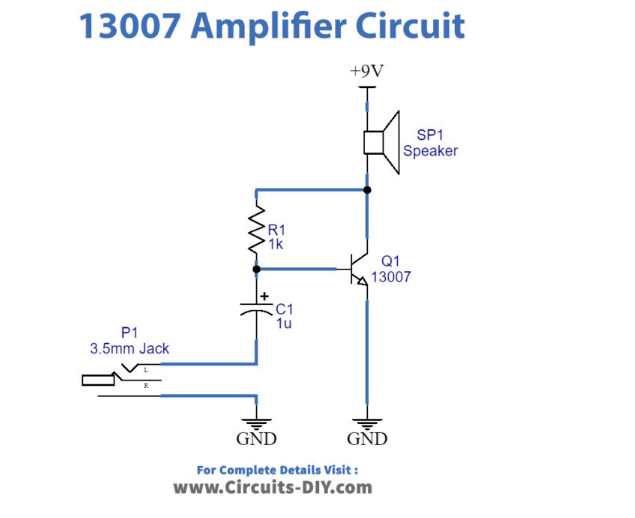 13007 Amplifier Circuit
+9V
SP1
Speaker
R1
1k
Q1
13007
+
C1
1u
P1
3.5mm Jack
L
R
GND
GND
For Complete Details Visit :
www.Circuits-DIY.com